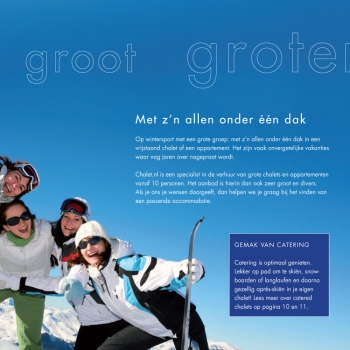 groot groter
Met z'n allen onder één dak
Op wintersport met een grote groep: met z'n allen onder één dak in een
vrijstaand chalet of een appartement. Het zijn vaak onvergetelijke vakanties
waar nog jaren over nagepraat wordt.
Chalet.nl is een specialist in de verhuur van grote chalets en appartementen
vanaf 10 personen. Het aanbod is hierin dan ook zeer groot en divers.
Als je ons je wensen doorgeeft, dan helpen we je graag bij het vinden van
een passende accommodatie.
GEMAK VAN CATERING
Catering is optimaal genieten.
Lekker op pad om te skiën, snow-
boarden of langlaufen en daarna
gezellig après-skiën in je eigen
chalet! Lees meer over catered
chalets op pagina 10 en 11.